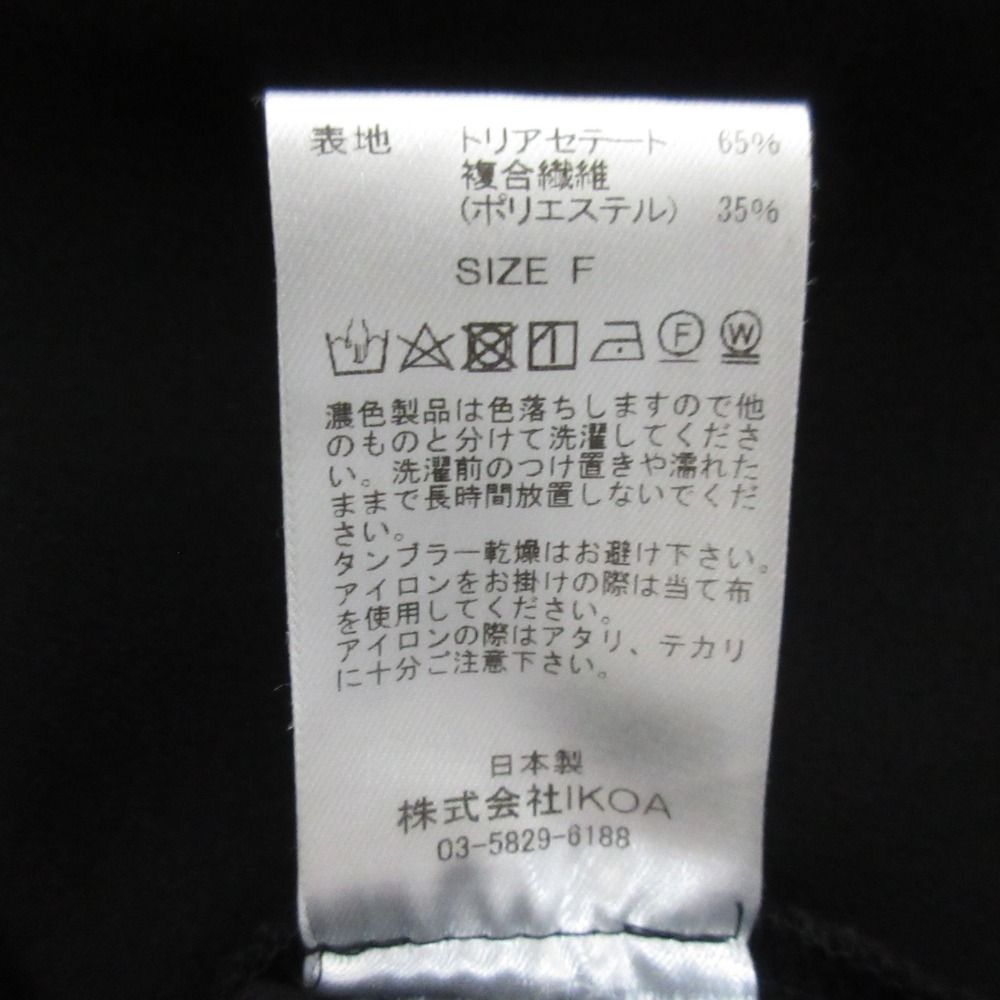 表地 トリアセテート 65%
複合繊維
(ポリエステル) 35%
SIZE F
F W
濃色製品は色落ちしますので他
のものと分けて洗濯してくださ
い。洗濯前のつけ置きや濡れた
ままで長時間放置しないでくだ
さい。
タンブラー乾燥はお避け下さい。
アイロンをお掛けの際は当て布
を使用してください。
アイロンの際はアタリ、テカリ
に十分ご注意下さい。
日本製
株式会社IKOA
03-5829-6188